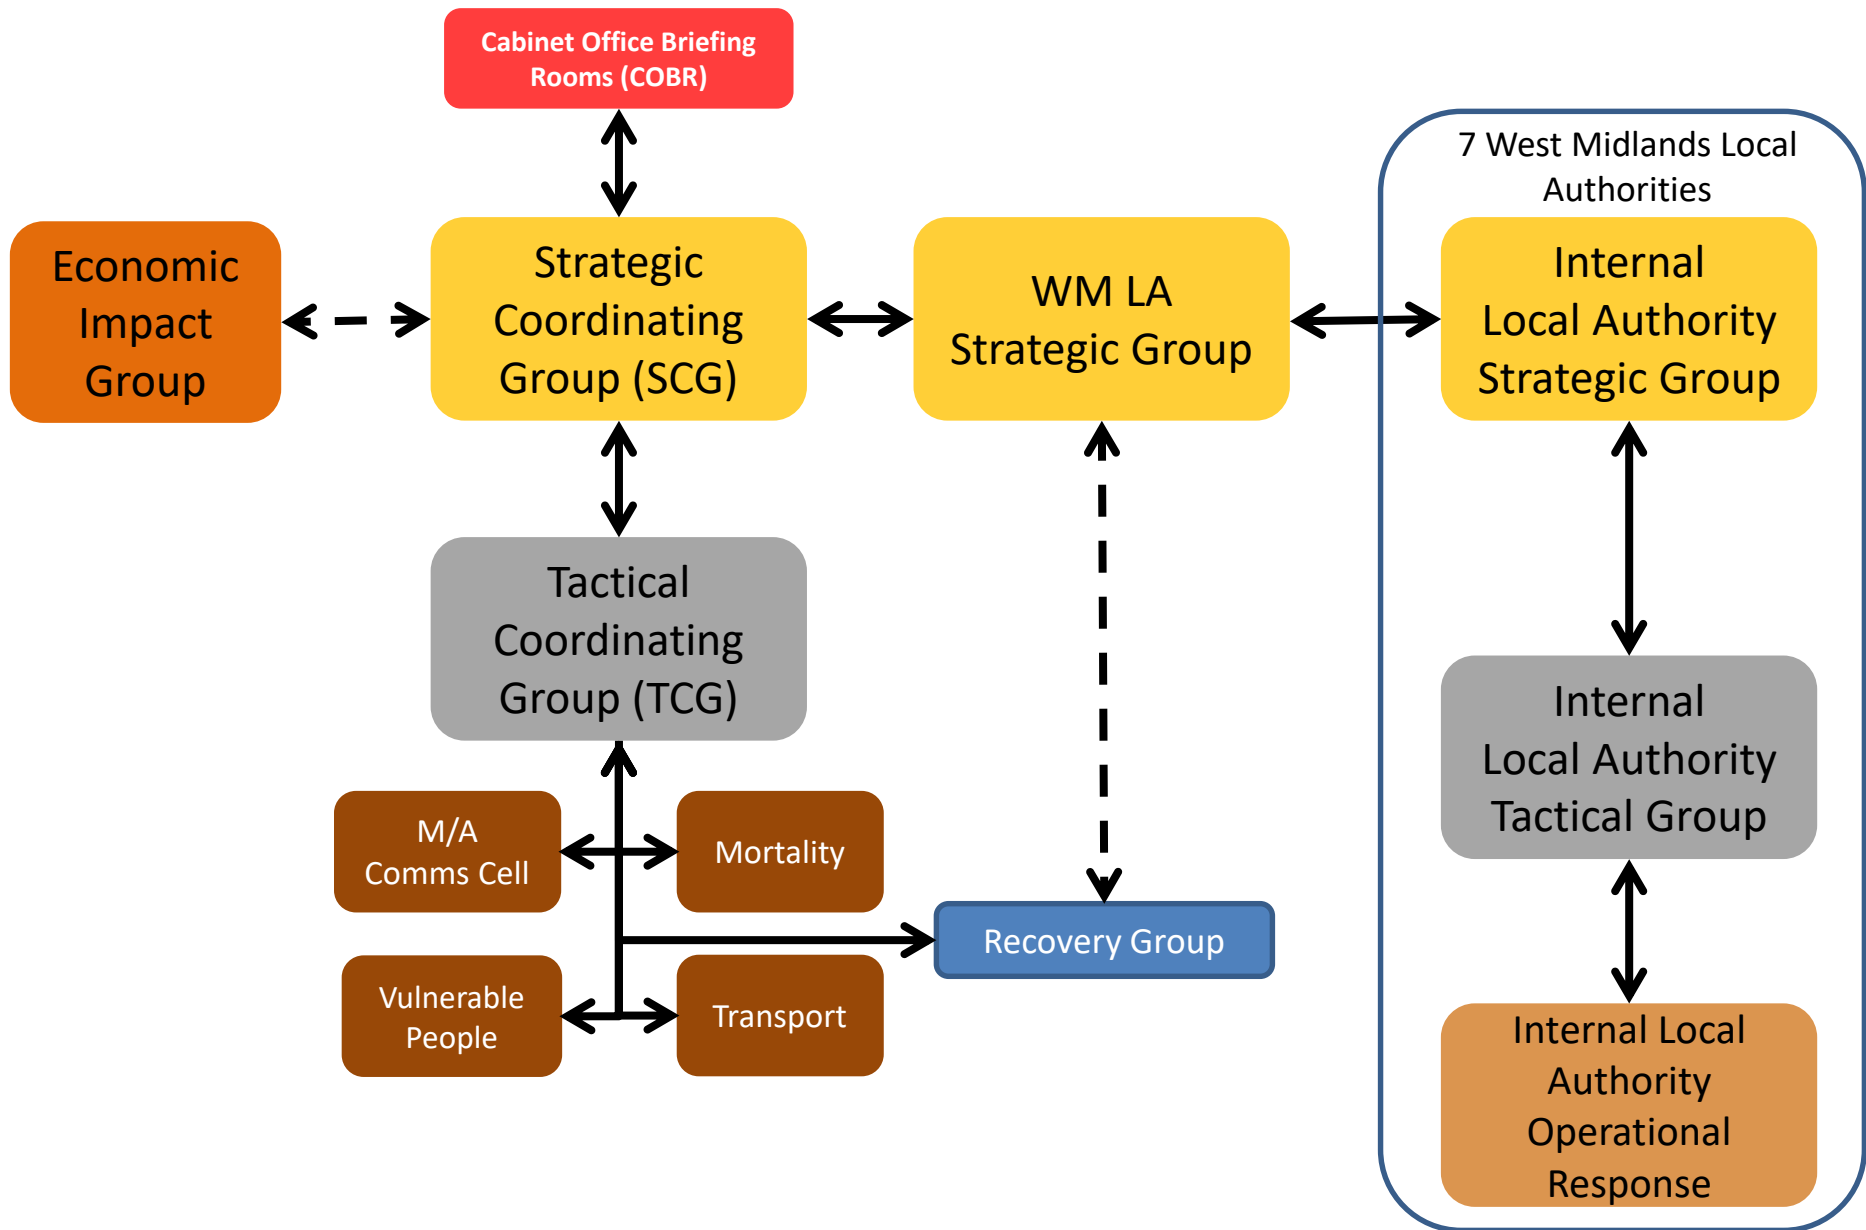 Cabinet Office Briefing
Rooms (COBR)
7 West Midlands Local
Authorities
Economic
Impact
Group
Strategic
Coordinating
Group (SCG)
WM LA
Strategic Group
Internal
Local Authority
Strategic Group
Tactical
Coordinating
Group (TCG)
Internal
Local Authority
Tactical Group
M/A
Comms Cell
Mortality
Recovery Group
Vulnerable
People
Transport
Internal Local
Authority
Operational
Response